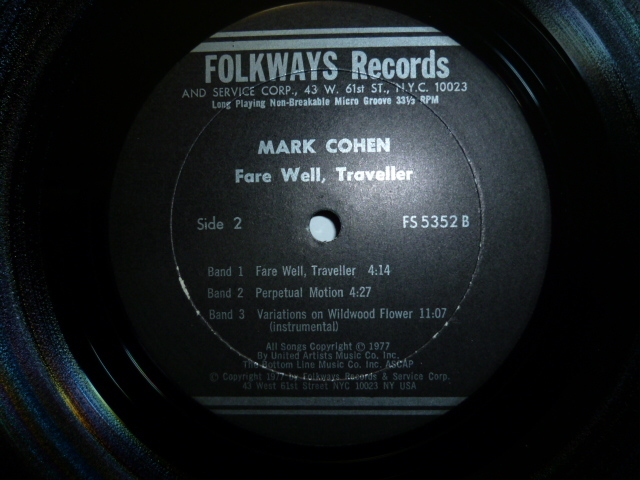 FOLKWAYS Records
AND SERVICE CORP., 43 W. 61st ST., N.Y.C. 10023
Long Playing Non-Breakable Micro Groove 33⅓ RPM
MARK COHEN
Fare Well, Traveller
Side 2 FS 5352 B
Band 1 Fare Well, Traveller 4:14
Band 2 Perpetual Motion 4:27
Band 3 Variations on Wildwood Flower 11:07
(instrumental)
All Songs Copyright © 1977
By United Artists Music Co. Inc.
The Bottom Line Music Co. Inc. ASCAP
© Copyright 1977 by Folkways Records & Service Corp.
43 West 61st Street NYC 10023 NY USA